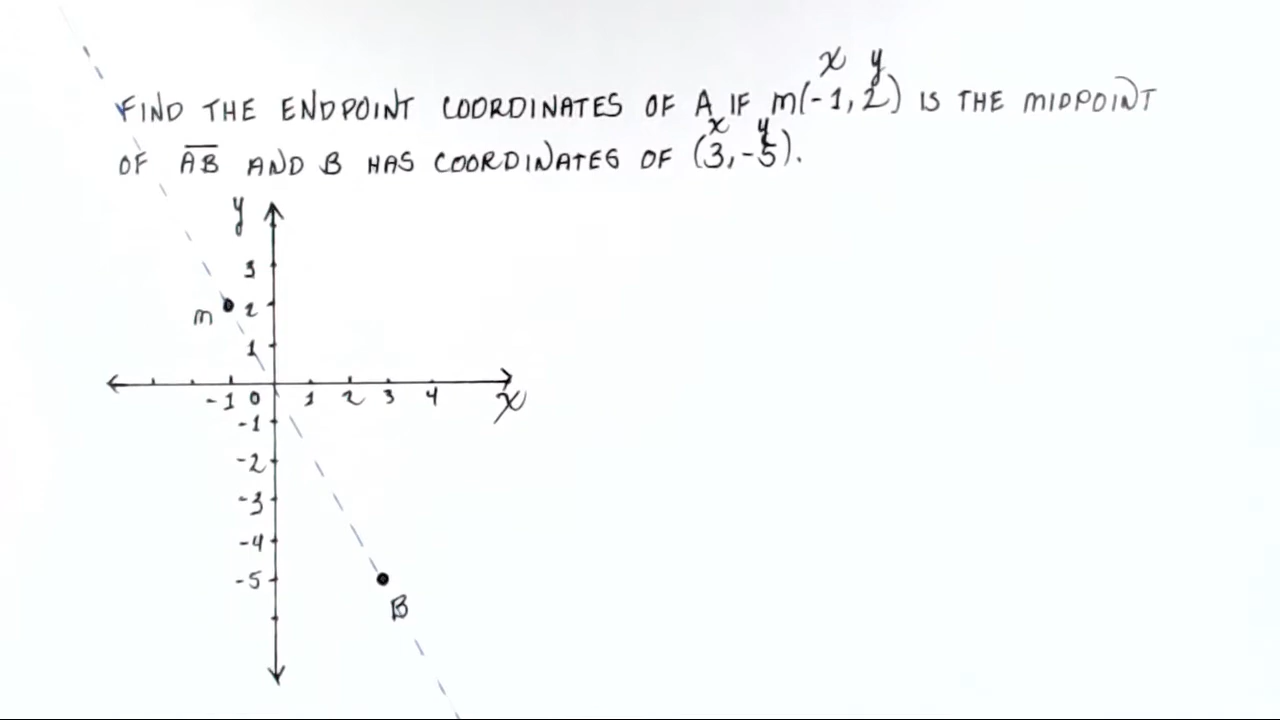 x y
FIND THE ENDPOINT COORDINATES OF A IF m(-1, 2) IS THE MIDPOINT
x y
OF AB AND B HAS COORDINATES OF (3,-5).
y
3
m 2
1
-1 0 1 2 3 4 x
-1
-2
-3
-4
-5
B